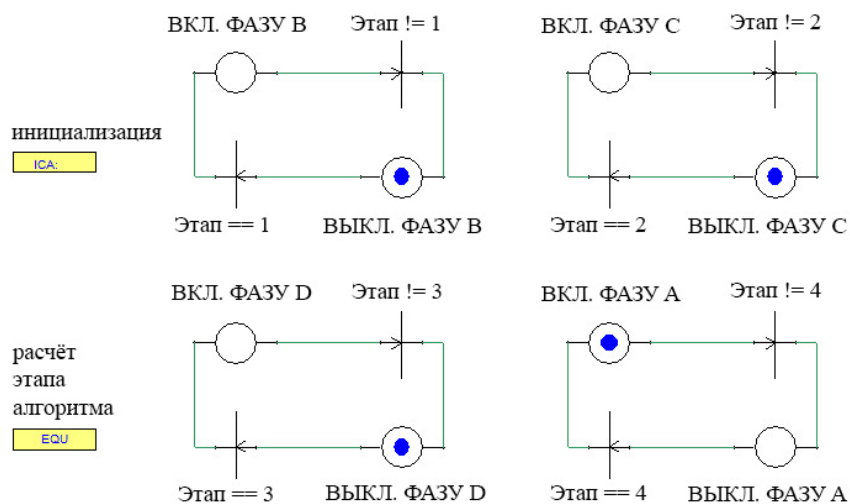 ВКЛ. ФАЗУ B
Этап != 1
ВКЛ. ФАЗУ C
Этап != 2
инициализация
ICA:
Этап == 1
ВЫКЛ. ФАЗУ B
Этап == 2
ВЫКЛ. ФАЗУ C
ВКЛ. ФАЗУ D
Этап != 3
ВКЛ. ФАЗУ A
Этап != 4
расчёт
этапа
алгоритма
EQU
Этап == 3
ВЫКЛ. ФАЗУ D
Этап == 4
ВЫКЛ. ФАЗУ A